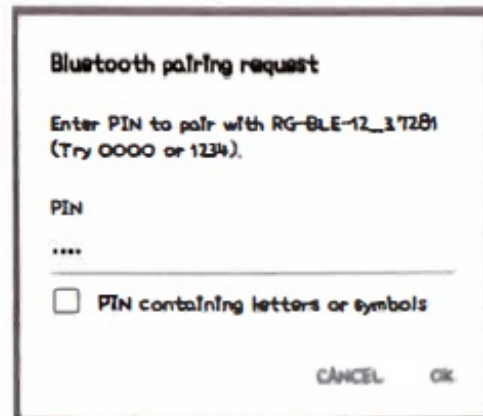 Bluetooth pairing request
Enter PIN to pair with RG-BLE-12_37281
(Try 0000 or 1234).
PIN
....
PIN containing letters or symbols
CANCEL OK